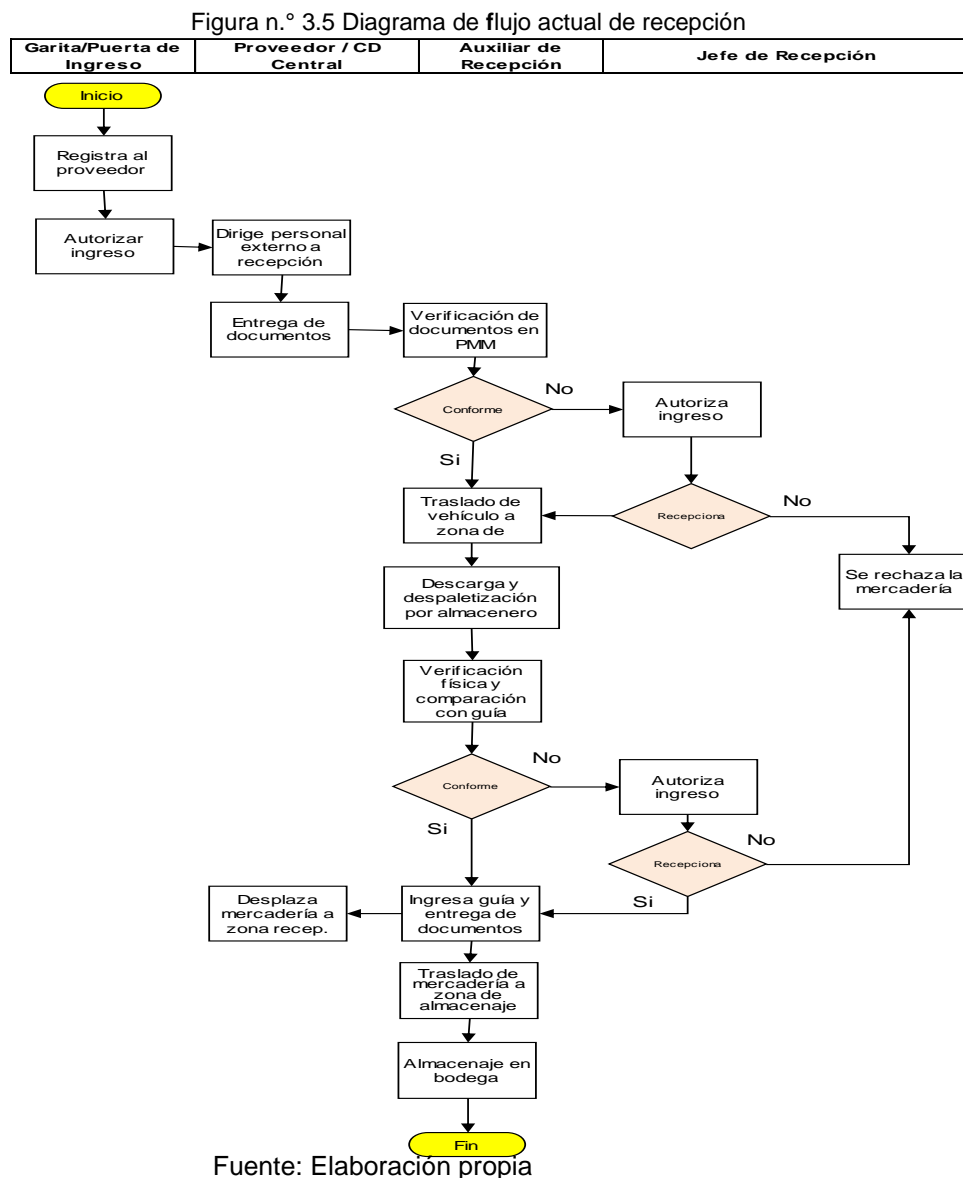 Figura n.° 3.5 Diagrama de flujo actual de recepción
Garita/Puerta de
Ingreso
Proveedor / CD
Central
Auxiliar de
Recepción
Jefe de Recepción
Inicio
Registra al
proveedor
Autorizar
ingreso
Dirige personal
externo a
recepción
Entrega de
documentos
Verificación de
documentos en
PMM
Conforme
No
Autoriza
ingreso
Si
Traslado de
vehículo a
zona de
Recepciona
No
Se rechaza la
mercadería
Descarga y
despaletización
por almacenero
Verificación
física y
comparación
con guía
Conforme
No
Autoriza
ingreso
Si
Recepciona
No
Si
Desplaza
mercadería a
zona recep.
Ingresa guía y
entrega de
documentos
Traslado de
mercadería a
zona de
almacenaje
Almacenaje en
bodega
Fin
Fuente: Elaboración propia